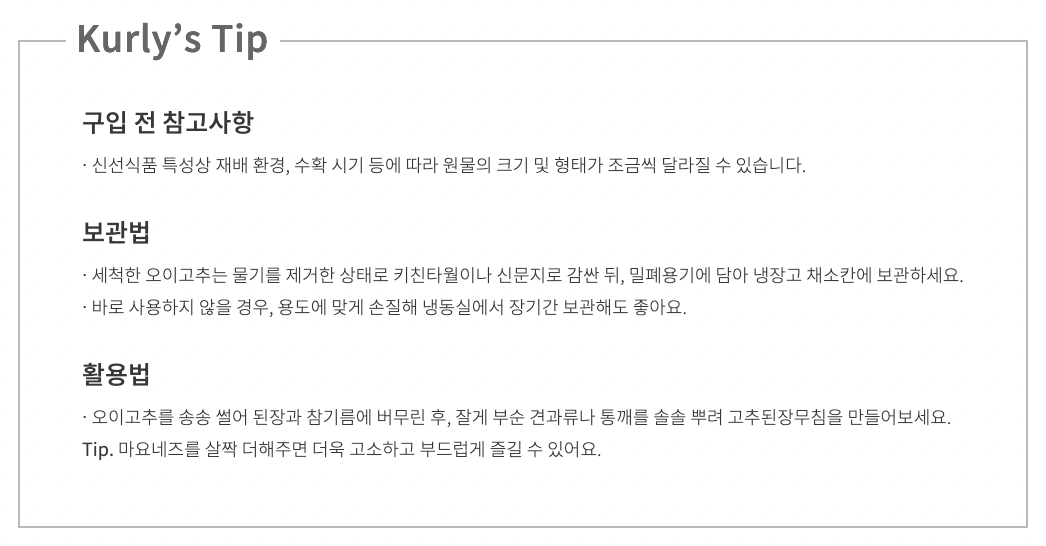 Kurly’s Tip
구입 전 참고사항
· 신선식품 특성상 재배 환경, 수확 시기 등에 따라 원물의 크기 및 형태가 조금씩 달라질 수 있습니다.
보관법
· 세척한 오이고추는 물기를 제거한 상태로 키친타월이나 신문지로 감싼 뒤, 밀폐용기에 담아 냉장고 채소칸에 보관하세요.
· 바로 사용하지 않을 경우, 용도에 맞게 손질해 냉동실에서 장기간 보관해도 좋아요.
활용법
· 오이고추를 송송 썰어 된장과 참기름에 버무린 후, 잘게 부순 견과류나 통깨를 솔솔 뿌려 고추된장무침을 만들어보세요.
Tip. 마요네즈를 살짝 더해주면 더욱 고소하고 부드럽게 즐길 수 있어요.